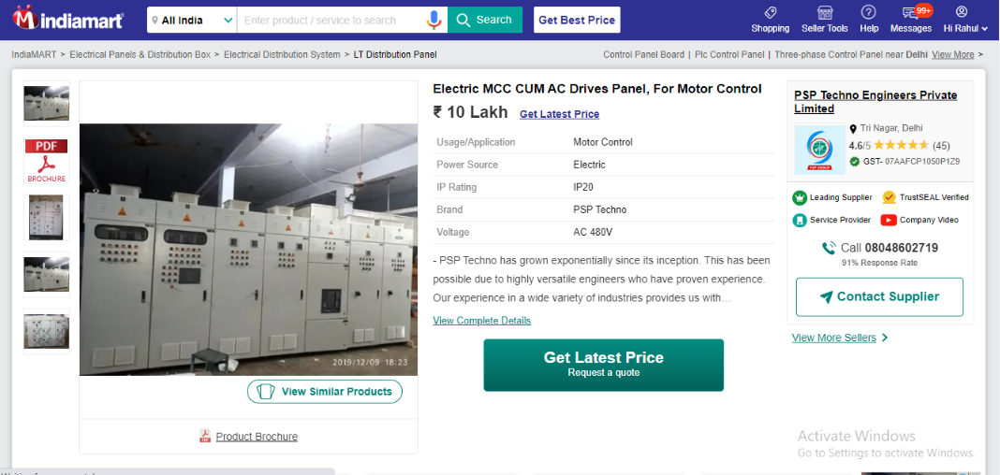 indiamart
All India
Enter product / service to search
Search
Get Best Price
Shopping
Seller Tools
Help
99+
Messages
Hi Rahul
IndiaMART > Electrical Panels & Distribution Box > Electrical Distribution System > LT Distribution Panel
Control Panel Board | Plc Control Panel | Three-phase Control Panel near Delhi View More >
PDF
BROCHURE
2019/12/09 18:23
View Similar Products
Product Brochure
Electric MCC CUM AC Drives Panel, For Motor Control
₹ 10 Lakh Get Latest Price
Usage/Application Motor Control
Power Source Electric
IP Rating IP20
Brand PSP Techno
Voltage AC 480V
- PSP Techno has grown exponentially since its inception. This has been
possible due to highly versatile engineers who have proven experience.
Our experience in a wide variety of industries provides us with…
View Complete Details
Get Latest Price
Request a quote
PSP Techno Engineers Private
Limited
PSP GROUP
Tri Nagar, Delhi
4.6/5 (45)
GST- 07AAFCP1050P1Z9
Leading Supplier
TrustSEAL Verified
Service Provider
Company Video
Call 08048602719
91% Response Rate
Contact Supplier
View More Sellers
Activate Windows
Go to Settings to activate Windows.